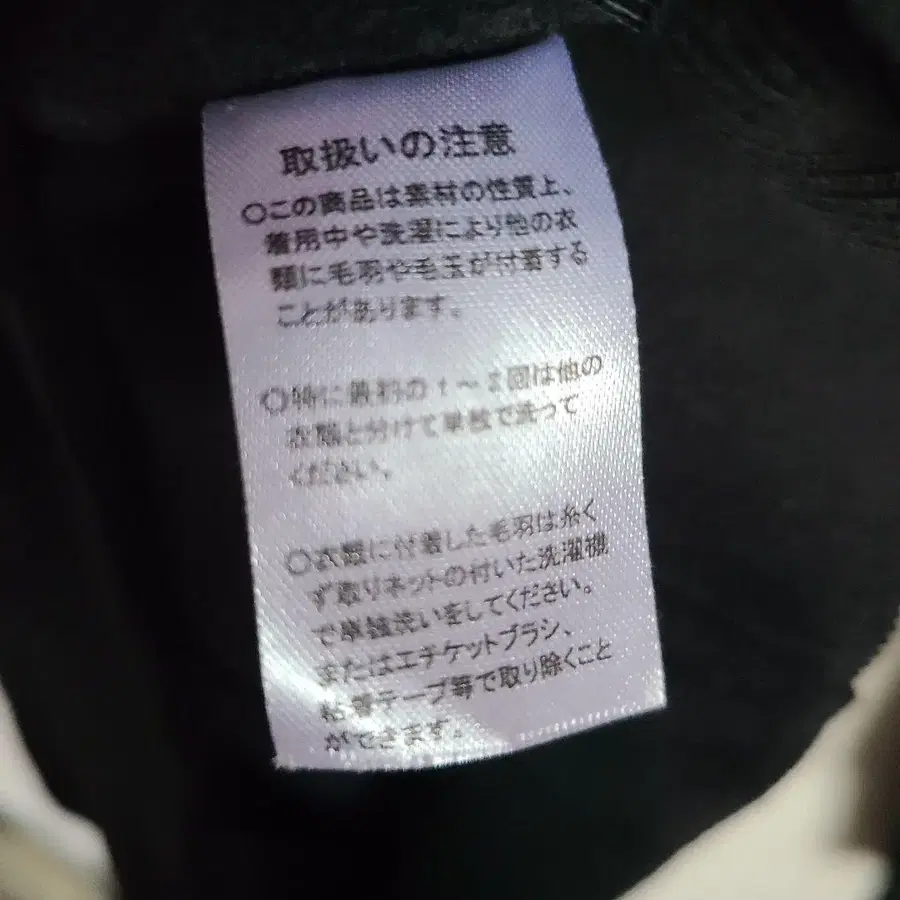 取扱いの注意
○この商品は素材の性質上、
着用中や洗濯により他の衣
類に毛羽や毛玉が付着する
ことがあります。
○特に最初の1～2回は他の
衣類と分けて単独で洗って
ください。
○衣類に付着した毛羽は糸く
ず取りネットの付いた洗濯機
で単独洗いをしてください。
またはエチケットブラシ、
粘着テープ等で取り除くこと
ができます。